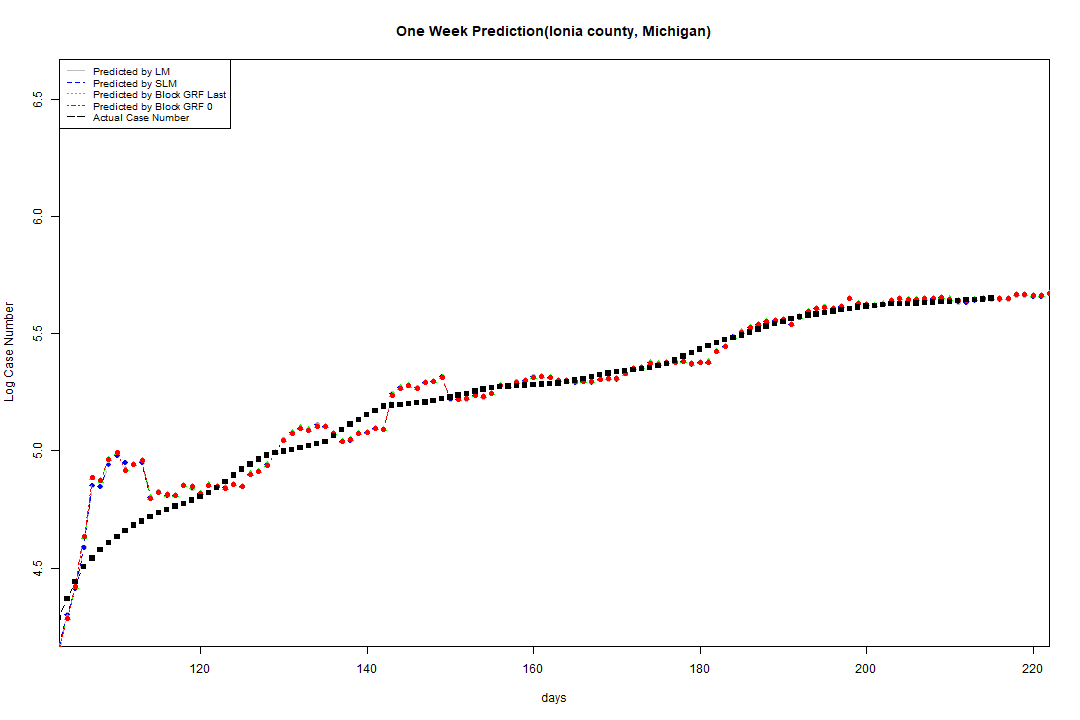 One Week Prediction(Ionia county, Michigan)
Predicted by LM
Predicted by SLM
Predicted by Block GRF Last
Predicted by Block GRF 0
Actual Case Number
6.5
6.0
5.5
5.0
4.5
Log Case Number
120 140 160 180 200 220
days